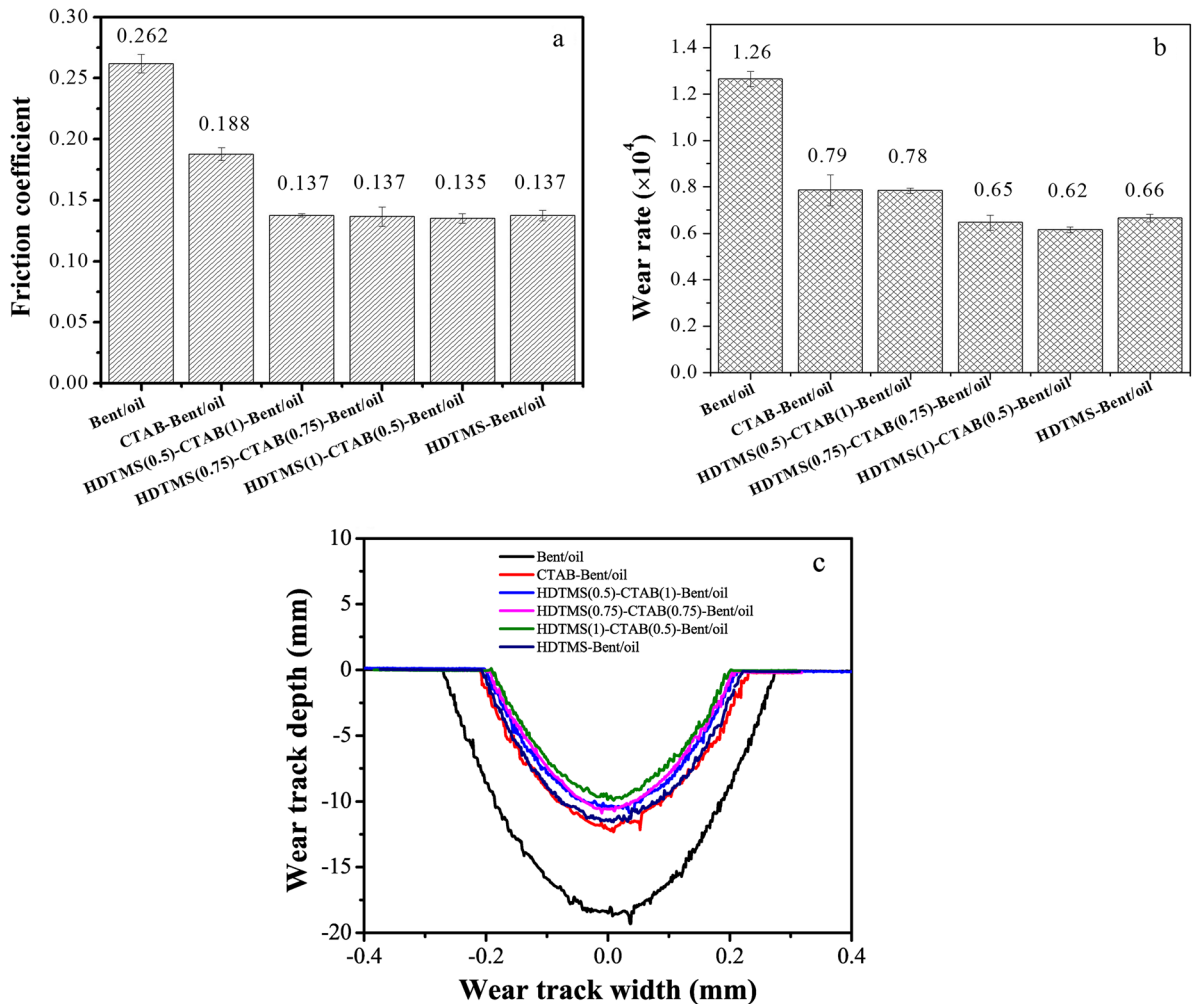 a
0.30
0.25
0.20
0.15
0.10
0.05
0.00
Friction coefficient
0.262
0.188
0.137
0.137
0.135
0.137
Bent/oil
CTAB-Bent/oil
HDTMS(0.5)-CTAB(1)-Bent/oil
HDTMS(0.75)-CTAB(0.75)-Bent/oil
HDTMS(1)-CTAB(0.5)-Bent/oil
HDTMS-Bent/oil
b
1.4
1.2
1.0
0.8
0.6
0.4
0.2
0.0
Wear rate (×10⁴)
1.26
0.79
0.78
0.65
0.62
0.66
Bent/oil
CTAB-Bent/oil
HDTMS(0.5)-CTAB(1)-Bent/oil
HDTMS(0.75)-CTAB(0.75)-Bent/oil
HDTMS(1)-CTAB(0.5)-Bent/oil
HDTMS-Bent/oil
c
10
5
0
-5
-10
-15
-20
Wear track depth (mm)
Bent/oil
CTAB-Bent/oil
HDTMS(0.5)-CTAB(1)-Bent/oil
HDTMS(0.75)-CTAB(0.75)-Bent/oil
HDTMS(1)-CTAB(0.5)-Bent/oil
HDTMS-Bent/oil
-0.4 -0.2 0.0 0.2 0.4
Wear track width (mm)